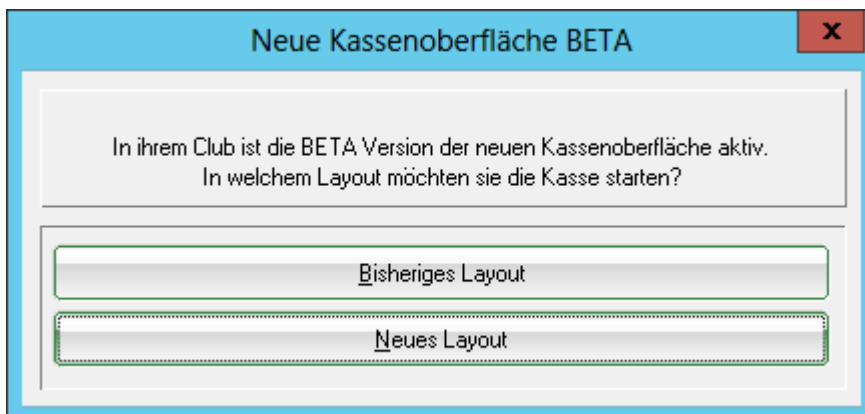 Neue Kassenoberfläche BETA
x
In ihrem Club ist die BETA Version der neuen Kassenoberfläche aktiv.
In welchem Layout möchten sie die Kasse starten?
Bisheriges Layout
Neues Layout